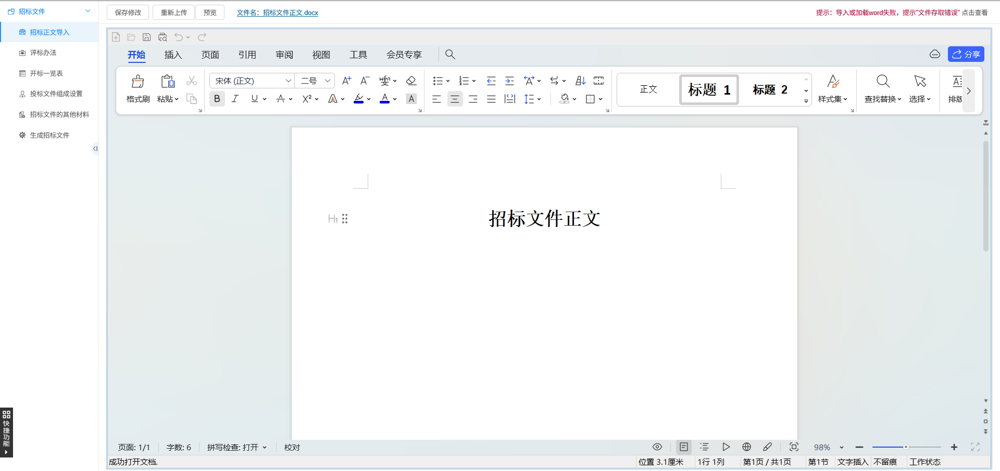 招标文件
招标正文导入
评标办法
开标一览表
投标文件组成设置
招标文件的其他材料
生成招标文件
快捷功能
保存修改 重新上传 预览 文件名：招标文件正文.docx
提示：导入或加载word失败，提示"文件存取错误" 点击查看
开始 插入 页面 引用 审阅 视图 工具 会员专享
分享
格式刷 粘贴
宋体 (正文) 二号
B I U X² A A A
wén 变
正文 标题 1 标题 2
样式集 查找替换 选择 排版
H1 招标文件正文
页面: 1/1 字数: 6 拼写检查: 打开 校对
98%
成功打开文档.
位置 3.1厘米 1行 1列 第1页 / 共1页 第1节 文字插入 不留痕 工作状态